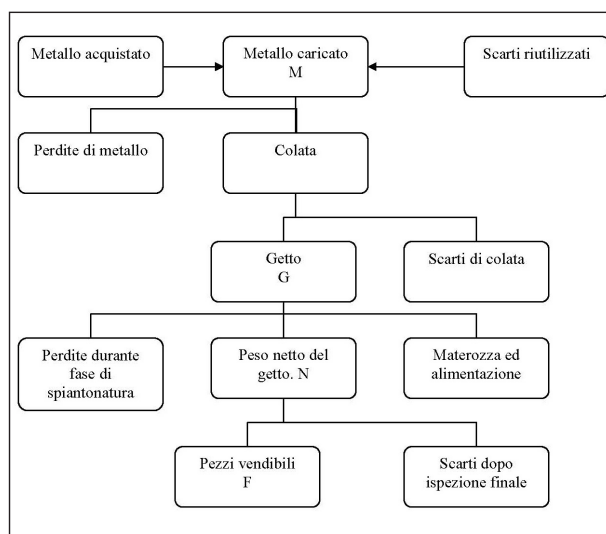 Metallo acquistato
Metallo caricato
M
Scarti riutilizzati
Perdite di metallo
Colata
Getto
G
Scarti di colata
Perdite durante
fase di
spiantonatura
Peso netto del
getto. N
Materozza ed
alimentazione
Pezzi vendibili
F
Scarti dopo
ispezione finale